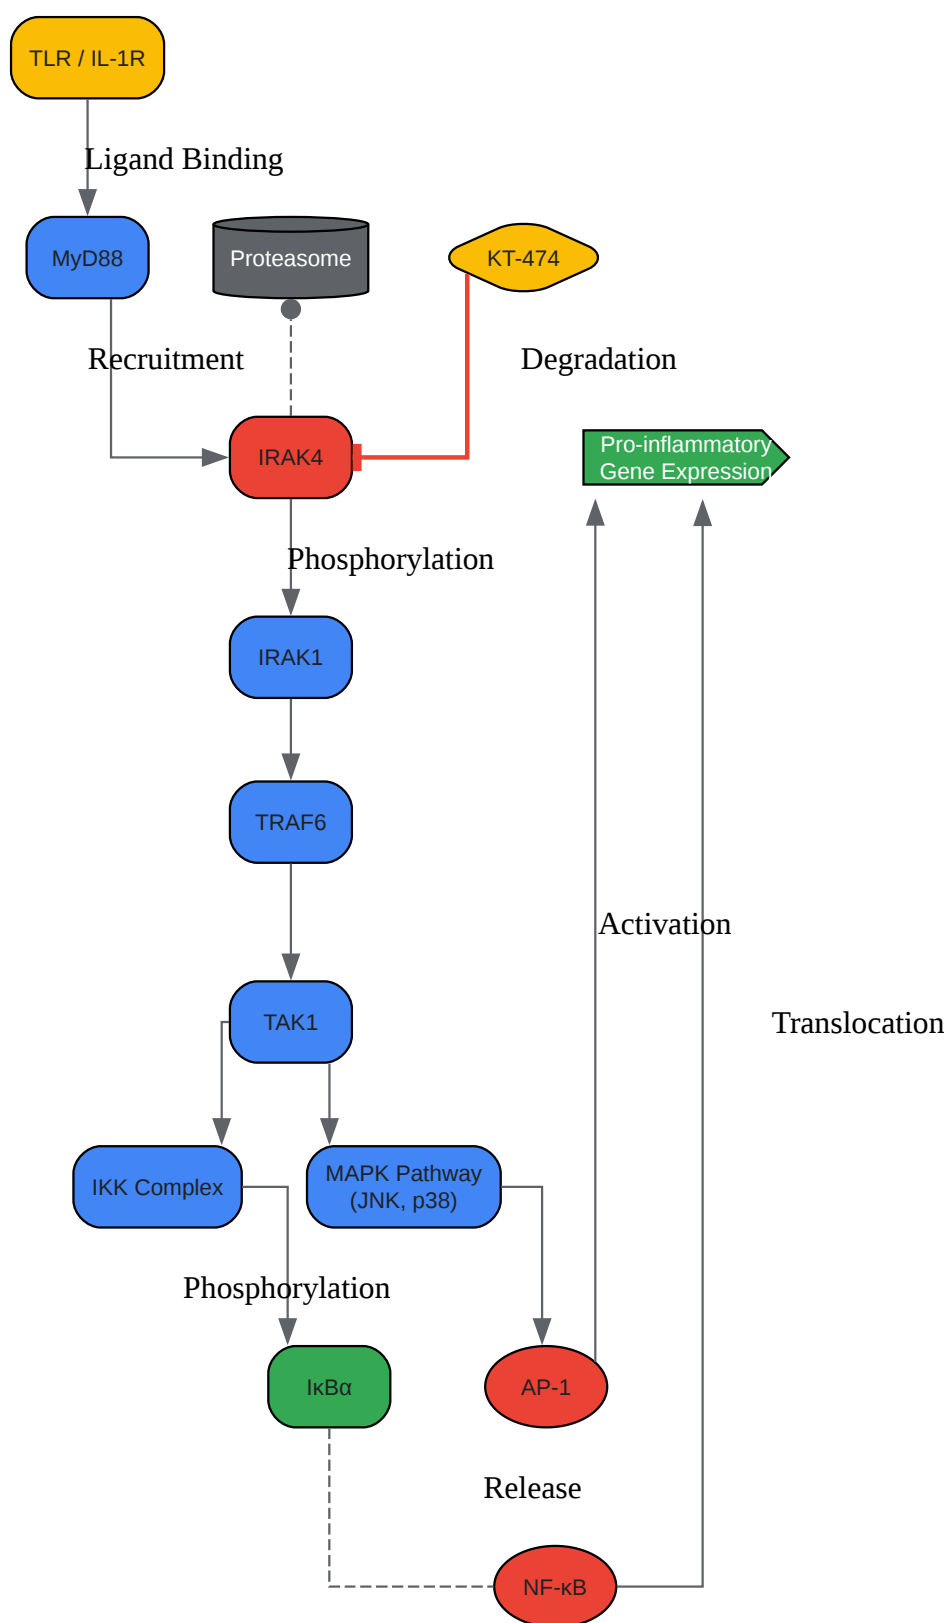 TLR / IL-1R
Ligand Binding
MyD88
Proteasome
KT-474
Recruitment
Degradation
IRAK4
Pro-inflammatory
Gene Expression
Phosphorylation
IRAK1
TRAF6
Activation
TAK1
Translocation
IKK Complex
MAPK Pathway
(JNK, p38)
Phosphorylation
IκBα
AP-1
Release
NF-κB